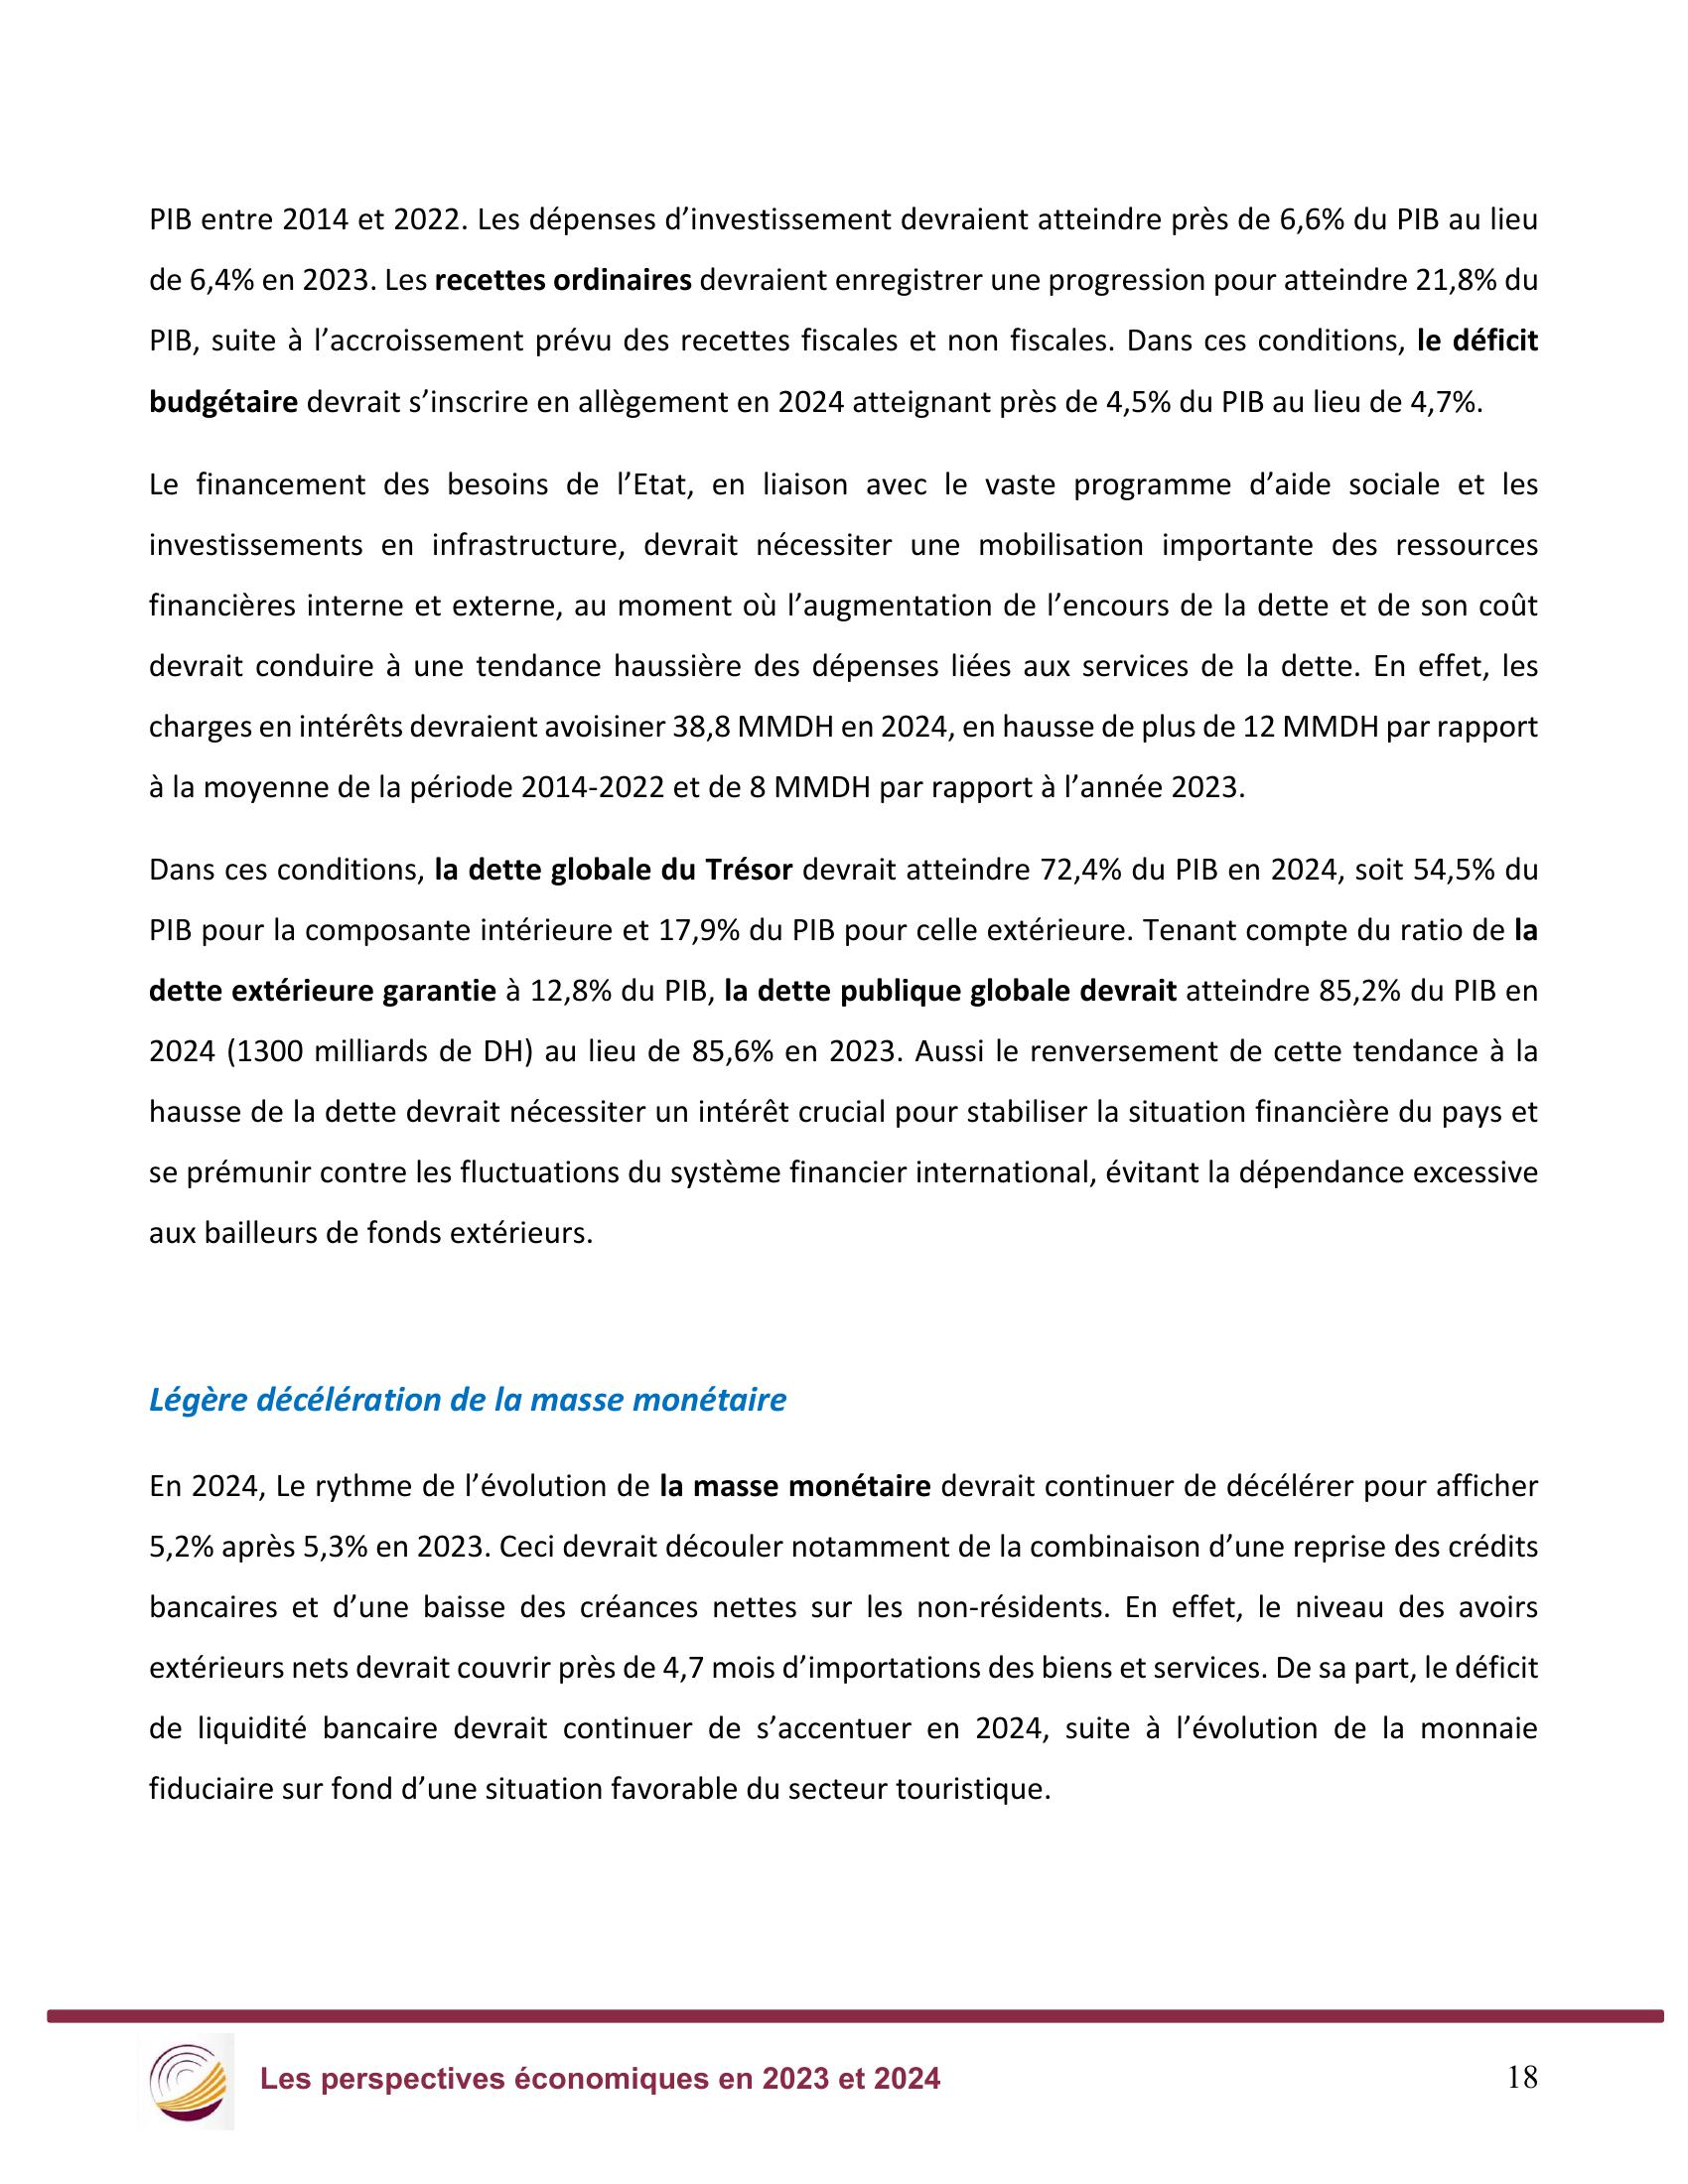 PIB entre 2014 et 2022. Les dépenses d’investissement devraient atteindre près de 6,6% du PIB au lieu
de 6,4% en 2023. Les recettes ordinaires devraient enregistrer une progression pour atteindre 21,8% du
PIB, suite à l’accroissement prévu des recettes fiscales et non fiscales. Dans ces conditions, le déficit
budgétaire devrait s’inscrire en allègement en 2024 atteignant près de 4,5% du PIB au lieu de 4,7%.
Le financement des besoins de l’Etat, en liaison avec le vaste programme d’aide sociale et les
investissements en infrastructure, devrait nécessiter une mobilisation importante des ressources
financières interne et externe, au moment où l’augmentation de l’encours de la dette et de son coût
devrait conduire à une tendance haussière des dépenses liées aux services de la dette. En effet, les
charges en intérêts devraient avoisiner 38,8 MMDH en 2024, en hausse de plus de 12 MMDH par rapport
à la moyenne de la période 2014-2022 et de 8 MMDH par rapport à l’année 2023.
Dans ces conditions, la dette globale du Trésor devrait atteindre 72,4% du PIB en 2024, soit 54,5% du
PIB pour la composante intérieure et 17,9% du PIB pour celle extérieure. Tenant compte du ratio de la
dette extérieure garantie à 12,8% du PIB, la dette publique globale devrait atteindre 85,2% du PIB en
2024 (1300 milliards de DH) au lieu de 85,6% en 2023. Aussi le renversement de cette tendance à la
hausse de la dette devrait nécessiter un intérêt crucial pour stabiliser la situation financière du pays et
se prémunir contre les fluctuations du système financier international, évitant la dépendance excessive
aux bailleurs de fonds extérieurs.
Légère décélération de la masse monétaire
En 2024, Le rythme de l’évolution de la masse monétaire devrait continuer de décélérer pour afficher
5,2% après 5,3% en 2023. Ceci devrait découler notamment de la combinaison d’une reprise des crédits
bancaires et d’une baisse des créances nettes sur les non-résidents. En effet, le niveau des avoirs
extérieurs nets devrait couvrir près de 4,7 mois d’importations des biens et services. De sa part, le déficit
de liquidité bancaire devrait continuer de s’accentuer en 2024, suite à l’évolution de la monnaie
fiduciaire sur fond d’une situation favorable du secteur touristique.
Les perspectives économiques en 2023 et 2024
18